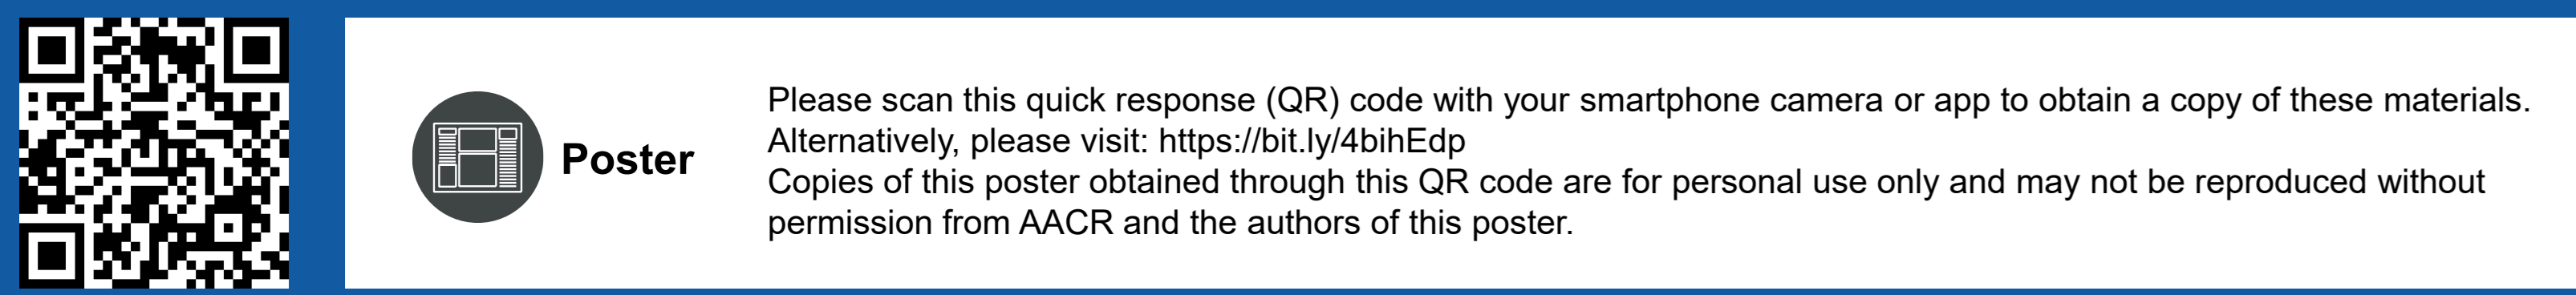 Poster
Please scan this quick response (QR) code with your smartphone camera or app to obtain a copy of these materials.
Alternatively, please visit: https://bit.ly/4bihEdp
Copies of this poster obtained through this QR code are for personal use only and may not be reproduced without
permission from AACR and the authors of this poster.